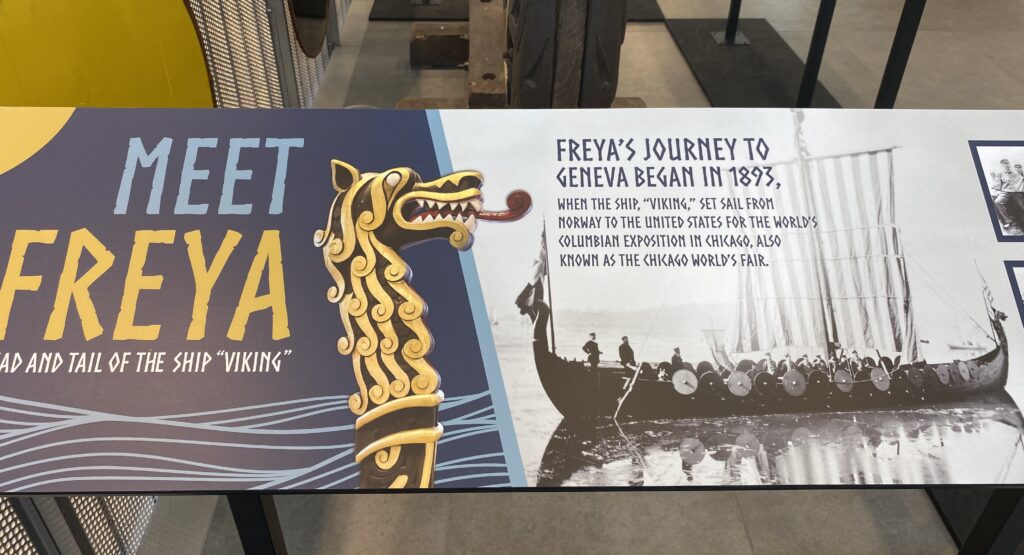 MEET
FREYA
AND TAIL OF THE SHIP "VIKING"
FREYA'S JOURNEY TO
GENEVA BEGAN IN 1893,
WHEN THE SHIP, "VIKING," SET SAIL FROM
NORWAY TO THE UNITED STATES FOR THE WORLD'S
COLUMBIAN EXPOSITION IN CHICAGO, ALSO
KNOWN AS THE CHICAGO WORLD'S FAIR.